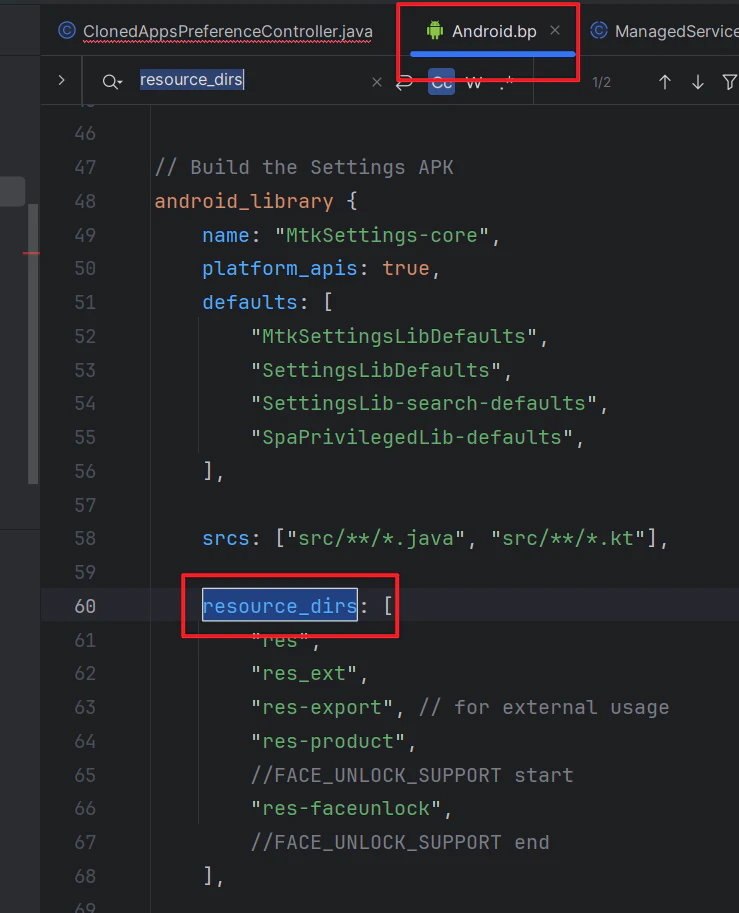 ClonedAppsPreferenceController.java Android.bp ManagedService
resource_dirs Cc W .* 1/2
46
47 // Build the Settings APK
48 android_library {
49 name: "MtkSettings-core",
50 platform_apis: true,
51 defaults: [
52 "MtkSettingsLibDefaults",
53 "SettingsLibDefaults",
54 "SettingsLib-search-defaults",
55 "SpaPrivilegedLib-defaults",
56 ],
57
58 srcs: ["src/**/*.java", "src/**/*.kt"],
59
60 resource_dirs: [
61 "res",
62 "res_ext",
63 "res-export", // for external usage
64 "res-product",
65 //FACE_UNLOCK_SUPPORT start
66 "res-faceunlock",
67 //FACE_UNLOCK_SUPPORT end
68 ],
69